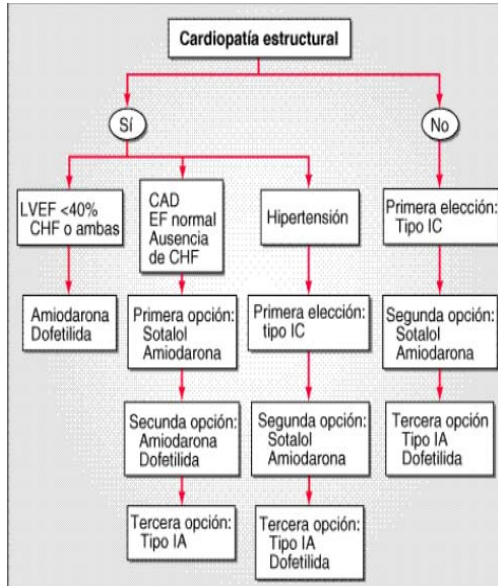 Cardiopatía estructural
Sí
No
LVEF <40%
CHF o ambas
Amiodarona
Dofetilida
CAD
EF normal
Ausencia
de CHF
Primera opción:
Sotalol
Amiodarona
Secunda opción:
Amiodarona
Dofetilida
Tercera opción:
Tipo IA
Hipertensión
Primera elección:
tipo IC
Segunda opción:
Sotalol
Amiodarona
Tercera opción:
Tipo IA
Dofetilida
Primera elección:
Tipo IC
Segunda opción:
Sotalol
Amiodarona
Tercera opción
Tipo IA
Dofetilida